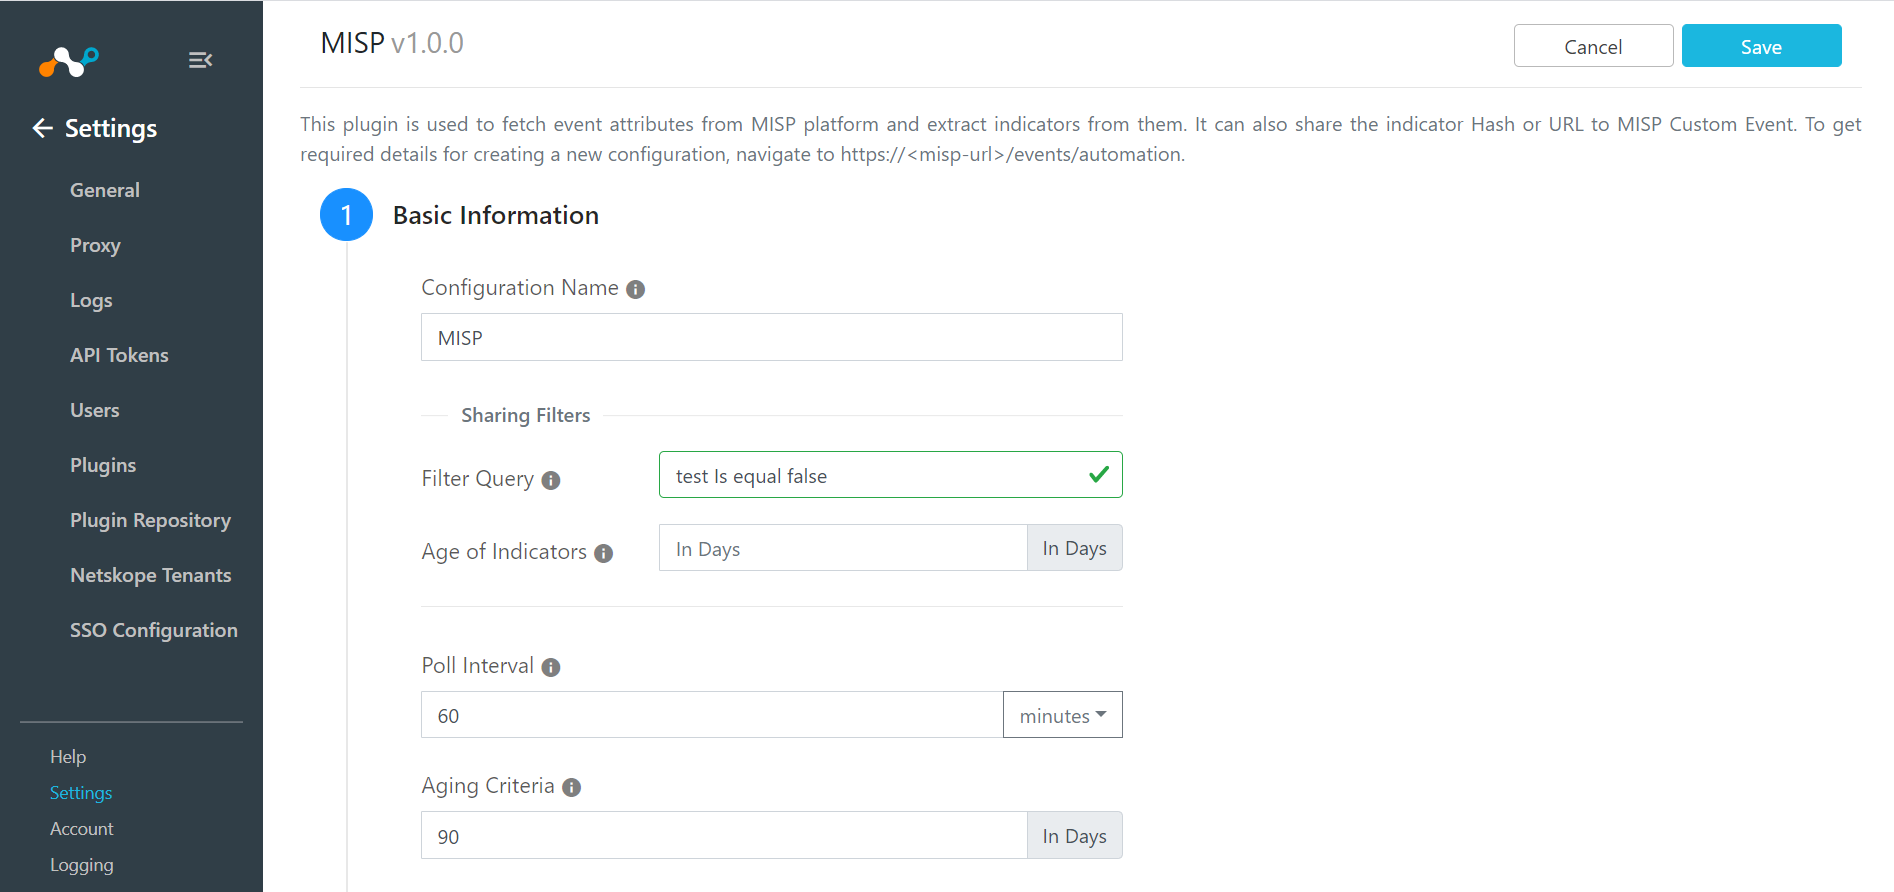 Settings
General
Proxy
Logs
API Tokens
Users
Plugins
Plugin Repository
Netskope Tenants
SSO Configuration
Help
Settings
Account
Logging
MISP v1.0.0
Cancel
Save
This plugin is used to fetch event attributes from MISP platform and extract indicators from them. It can also share the indicator Hash or URL to MISP Custom Event. To get
required details for creating a new configuration, navigate to https://<misp-url>/events/automation.
1 Basic Information
Configuration Name
MISP
Sharing Filters
Filter Query
test Is equal false
Age of Indicators
In Days
In Days
Poll Interval
60
minutes
Aging Criteria
90
In Days